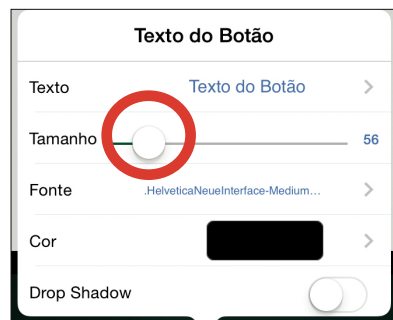 Texto do Botão
Texto Texto do Botão
Tamanho 56
Fonte .HelveticaNeueInterface-Medium...
Cor
Drop Shadow